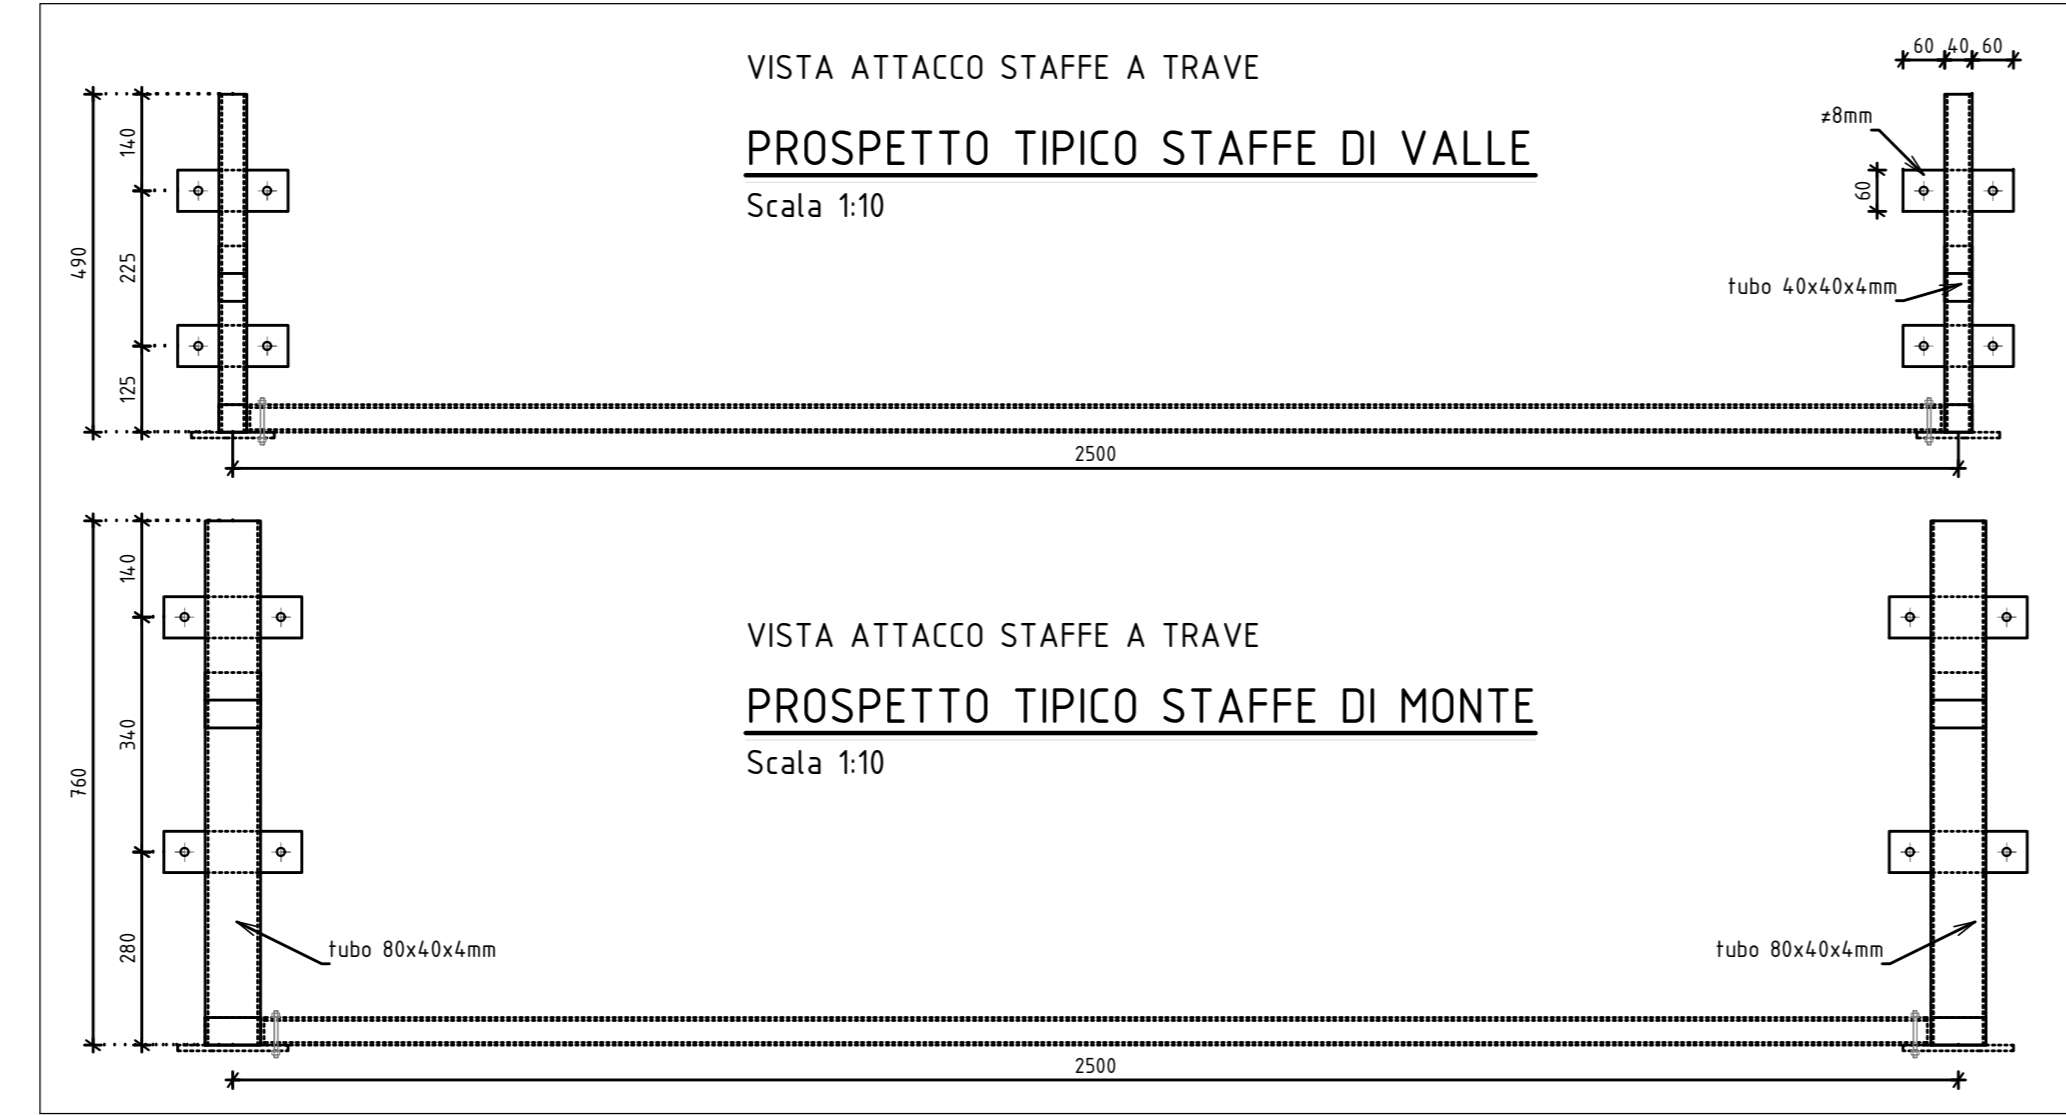 VISTA ATTACCO STAFFE A TRAVE
PROSPETTO TIPICO STAFFE DI VALLE
Scala 1:10
60 40 60
≠8mm
60
tubo 40x40x4mm
490
140
225
125
2500
VISTA ATTACCO STAFFE A TRAVE
PROSPETTO TIPICO STAFFE DI MONTE
Scala 1:10
760
140
340
280
tubo 80x40x4mm
tubo 80x40x4mm
2500